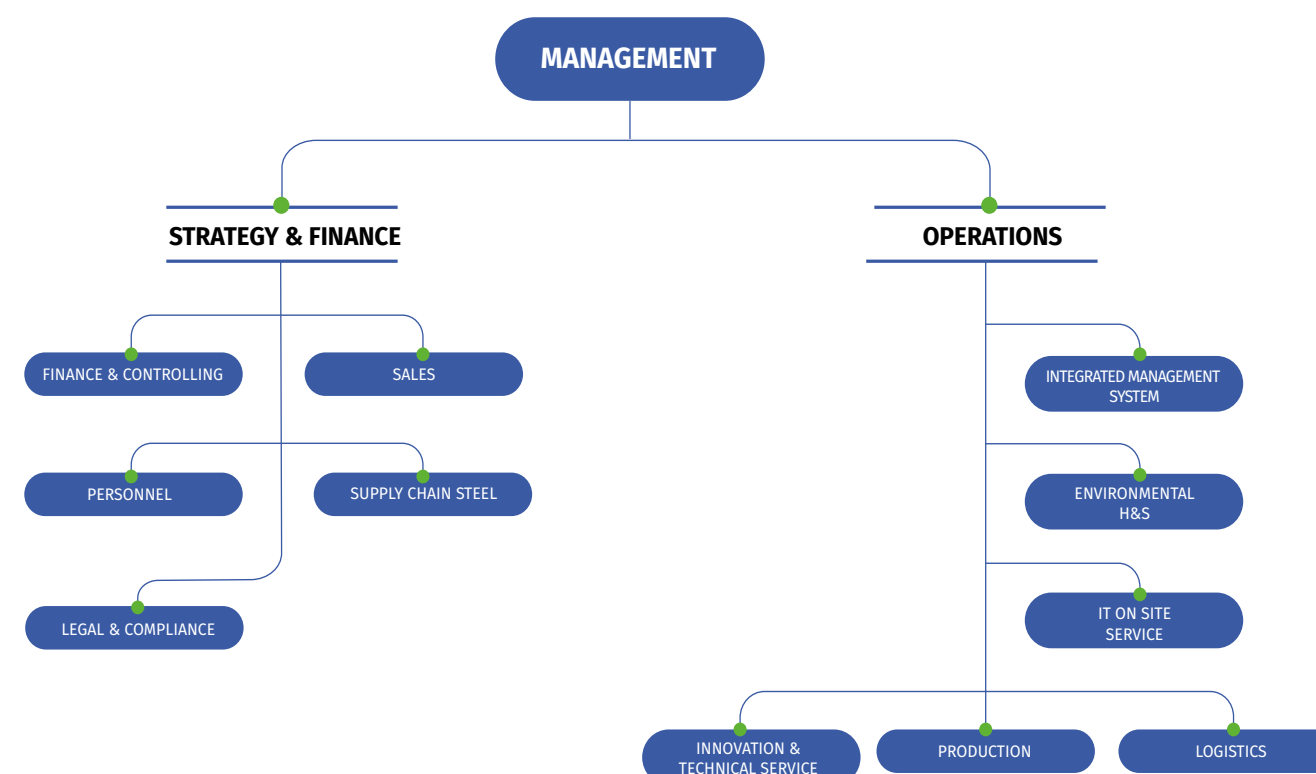 MANAGEMENT
STRATEGY & FINANCE
OPERATIONS
FINANCE & CONTROLLING
SALES
INTEGRATED MANAGEMENT
SYSTEM
PERSONNEL
SUPPLY CHAIN STEEL
ENVIRONMENTAL
H&S
IT ON SITE
SERVICE
LEGAL & COMPLIANCE
INNOVATION &
TECHNICAL SERVICE
PRODUCTION
LOGISTICS